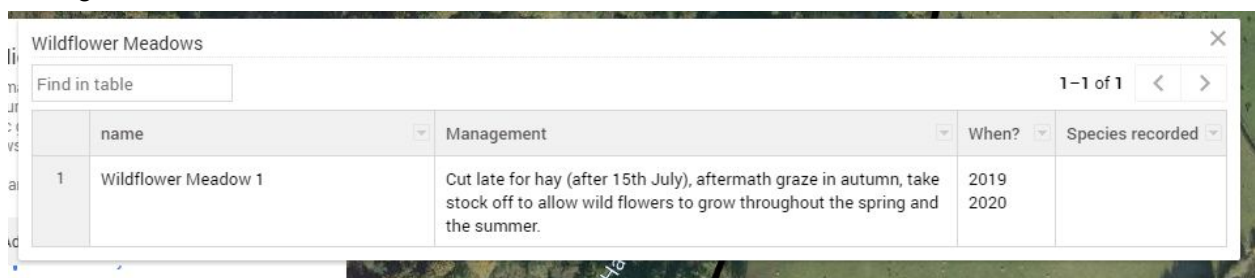 Wildflower Meadows
Find in table
1–1 of 1
name Management When? Species recorded
1 Wildflower Meadow 1 Cut late for hay (after 15th July), aftermath graze in autumn, take 2019
stock off to allow wild flowers to grow throughout the spring and 2020
the summer.
Ha